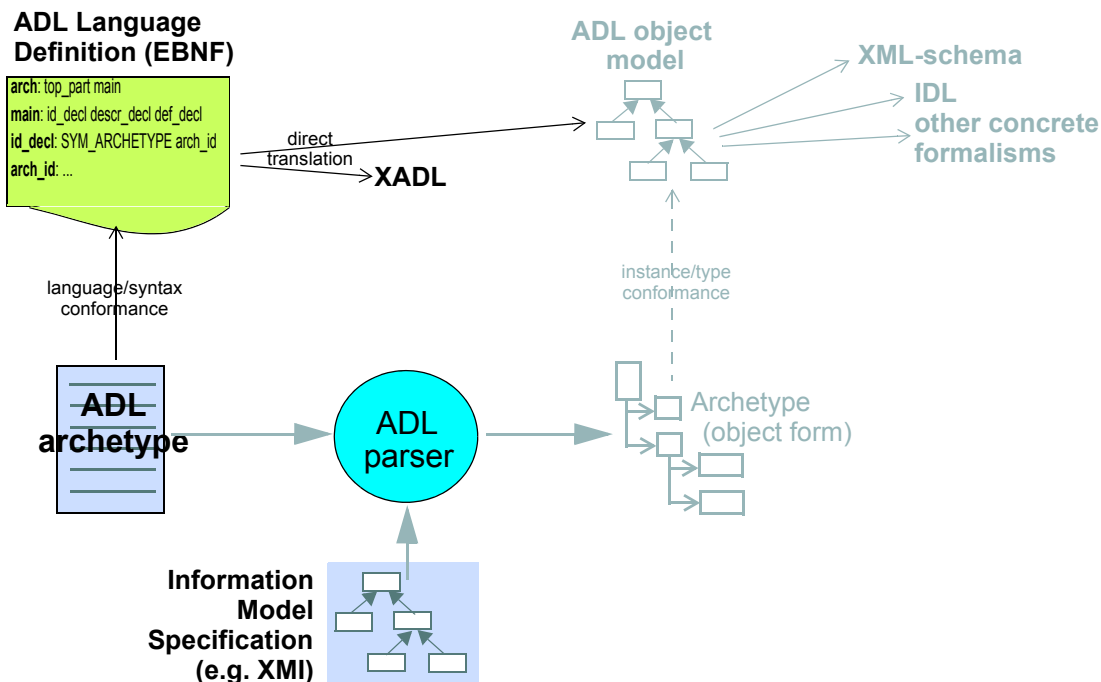 ADL Language
Definition (EBNF)
arch: top_part main
main: id_decl descr_decl def_decl
id_decl: SYM_ARCHETYPE arch_id
arch_id: ...
direct
translation
XADL
ADL object
model
XML-schema
IDL
other concrete
formalisms
language/syntax
conformance
instance/type
conformance
ADL
archetype
ADL
parser
Archetype
(object form)
Information
Model
Specification
(e.g. XMI)